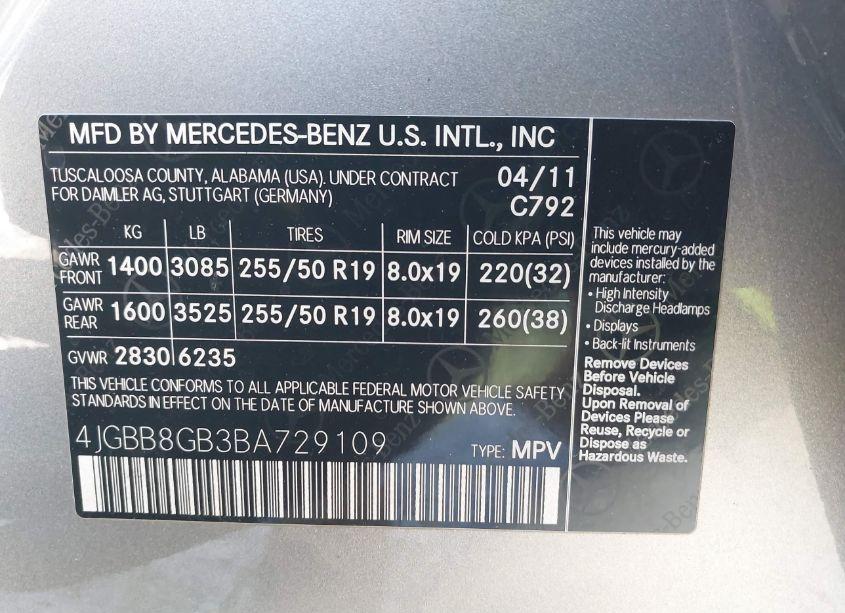 MFD BY MERCEDES-BENZ U.S. INTL., INC
TUSCALOOSA COUNTY, ALABAMA (USA). UNDER CONTRACT
FOR DAIMLER AG, STUTTGART (GERMANY)
04/11
C792
KG LB TIRES RIM SIZE COLD KPA (PSI)
GAWR FRONT 1400 3085 255/50 R19 8.0x19 220(32)
GAWR REAR 1600 3525 255/50 R19 8.0x19 260(38)
GVWR 2830 6235
THIS VEHICLE CONFORMS TO ALL APPLICABLE FEDERAL MOTOR VEHICLE SAFETY
STANDARDS IN EFFECT ON THE DATE OF MANUFACTURE SHOWN ABOVE.
4JGBB8GB3BA729109
TYPE: MPV
This vehicle may
include mercury-added
devices installed by the
manufacturer:
• High Intensity
Discharge Headlamps
• Displays
• Back-lit Instruments
Remove Devices
Before Vehicle
Disposal.
Upon Removal of
Devices Please
Reuse, Recycle or
Dispose as
Hazardous Waste.